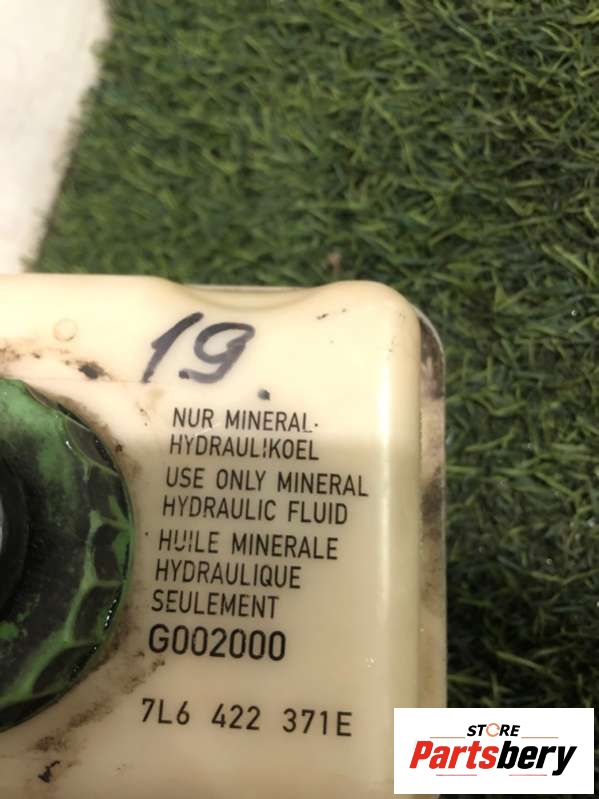 19.
NUR MINERAL-
HYDRAULIKOEL
USE ONLY MINERAL
HYDRAULIC FLUID
HUILE MINERALE
HYDRAULIQUE
SEULEMENT
G002000
7L6 422 371E
STORE
Partsbery